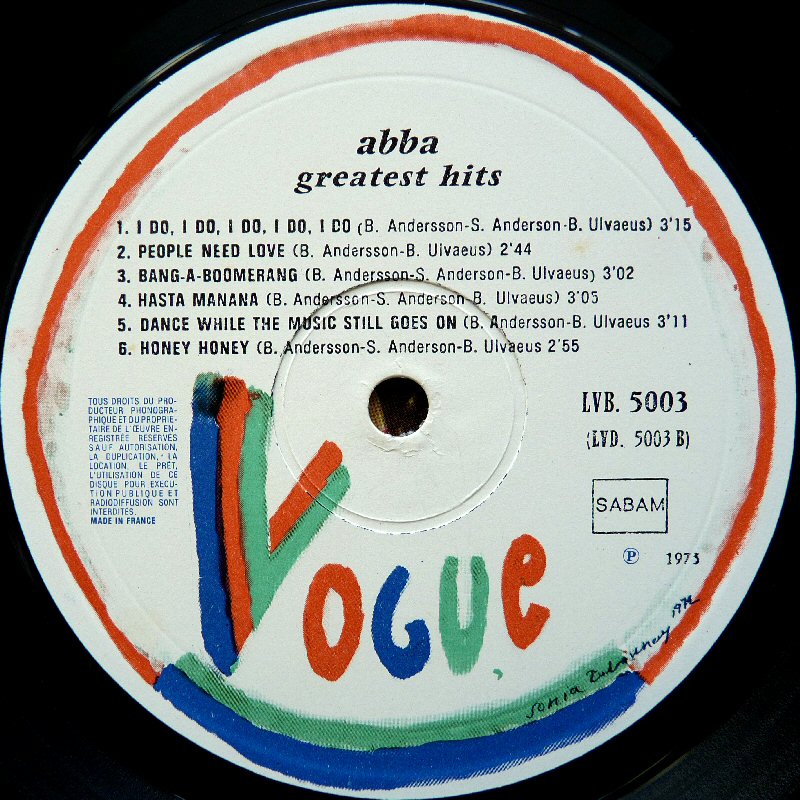 abba
greatest hits
1. I DO, I DO, I DO, I DO, I DO (B. Andersson-S. Anderson-B. Ulvaeus) 3'15
2. PEOPLE NEED LOVE (B. Andersson-B. Ulvaeus) 2'44
3. BANG-A-BOOMERANG (B. Andersson-S. Anderson-B. Ulvaeus) 3'02
4. HASTA MANANA (B. Andersson-S. Anderson-B. Ulvaeus) 3'05
5. DANCE WHILE THE MUSIC STILL GOES ON (B. Andersson-B. Ulvaeus 3'11
6. HONEY HONEY (B. Andersson-S. Anderson-B. Ulvaeus 2'55
TOUS DROITS DU PRO-
DUCTEUR PHONOGRA-
PHIQUE ET DU PROPRIE-
TAIRE DE L'ŒUVRE EN-
REGISTRÉE RÉSERVÉS
SAUF AUTORISATION,
LA DUPLICATION, LA
LOCATION, LE PRÊT,
L'UTILISATION DE CE
DISQUE POUR EXECU-
TION PUBLIQUE ET
RADIODIFFUSION SONT
INTERDITES.
MADE IN FRANCE
LVB. 5003
(LVD. 5003 B)
SABAM
℗ 1975
VOGUE
sonia Delaunay